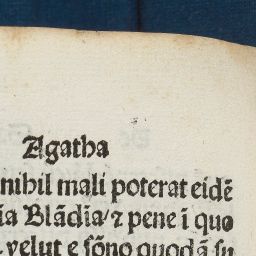 Agatha
nihil mali poterat eidē
ia Blādia/ ⁊ pene ī quo
velut e sōno quodā su